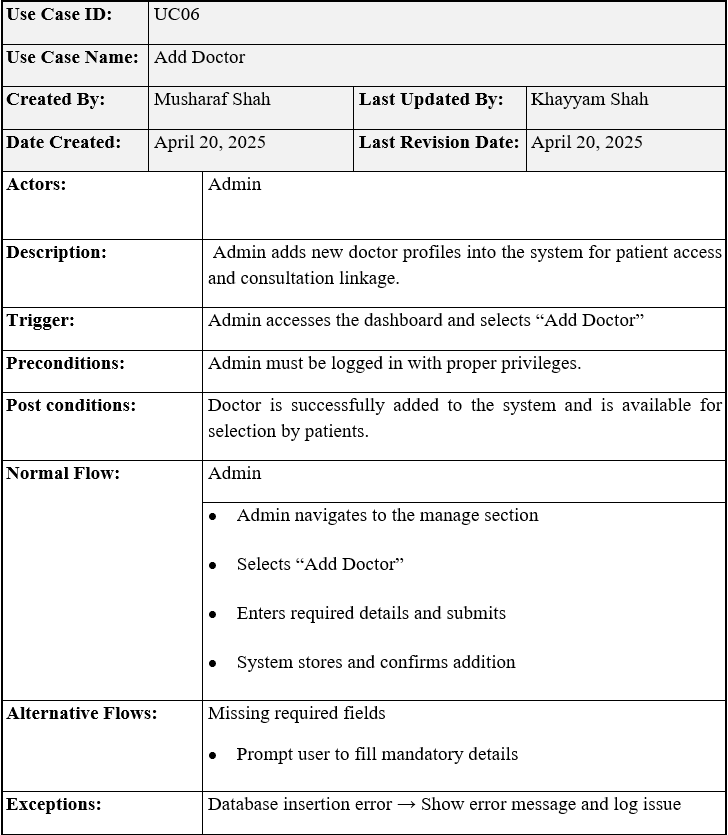 Use Case ID: UC06
Use Case Name: Add Doctor
Created By: Musharaf Shah Last Updated By: Khayyam Shah
Date Created: April 20, 2025 Last Revision Date: April 20, 2025
Actors: Admin
Description: Admin adds new doctor profiles into the system for patient access
and consultation linkage.
Trigger: Admin accesses the dashboard and selects “Add Doctor”
Preconditions: Admin must be logged in with proper privileges.
Post conditions: Doctor is successfully added to the system and is available for
selection by patients.
Normal Flow: Admin
● Admin navigates to the manage section
● Selects “Add Doctor”
● Enters required details and submits
● System stores and confirms addition
Alternative Flows: Missing required fields
● Prompt user to fill mandatory details
Exceptions: Database insertion error → Show error message and log issue